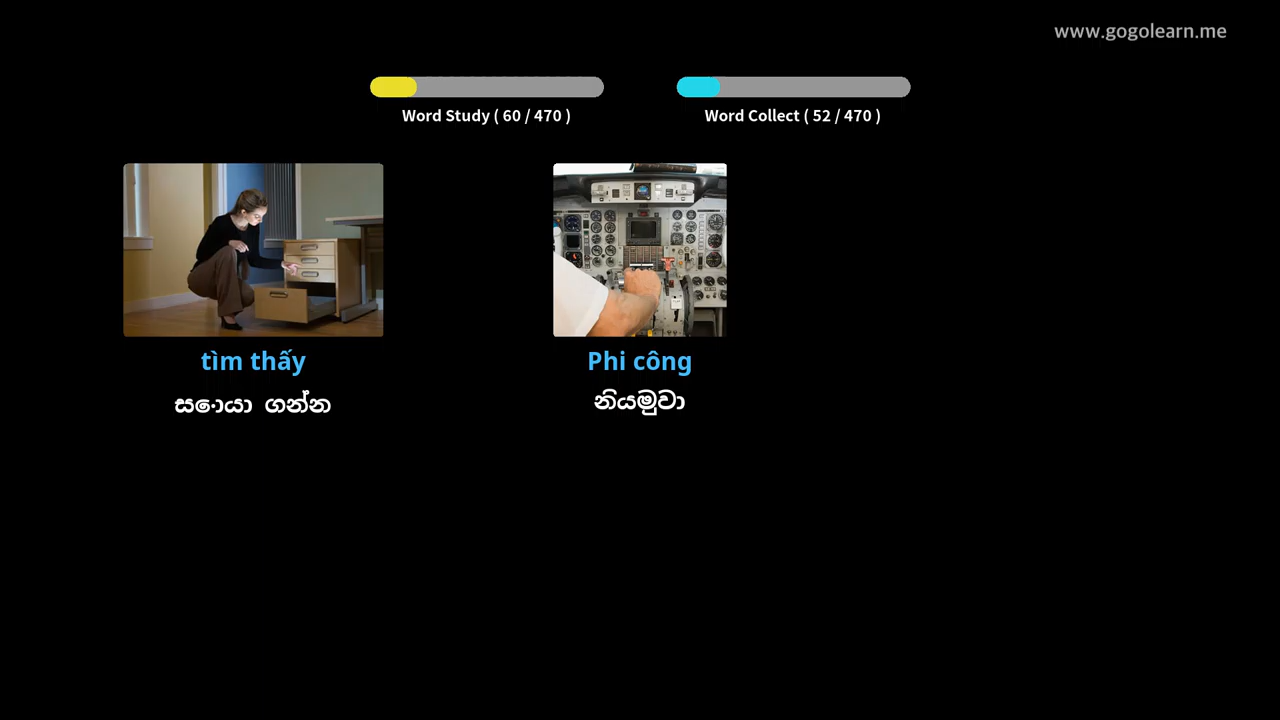 www.gogolearn.me
Word Study ( 60 / 470 )
Word Collect ( 52 / 470 )
tìm thấy
සොයා ගන්න
Phi công
නියමුවා